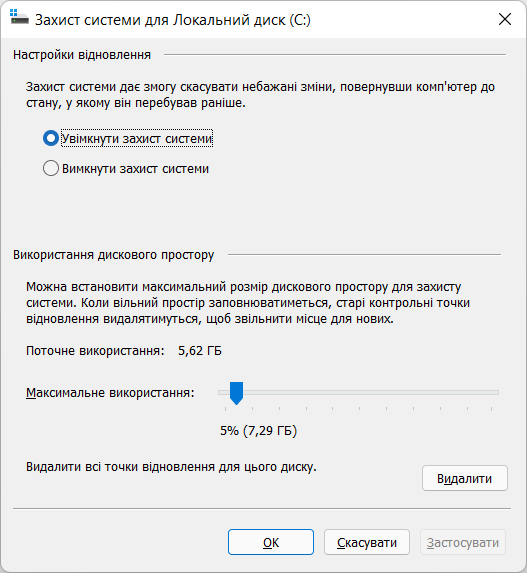 Захист системи для Локальний диск (C:)
Настройки відновлення
Захист системи дає змогу скасувати небажані зміни, повернувши комп'ютер до
стану, у якому він перебував раніше.
Увімкнути захист системи
Вимкнути захист системи
Використання дискового простору
Можна встановити максимальний розмір дискового простору для захисту
системи. Коли вільний простір заповнюватиметься, старі контрольні точки
відновлення видалятимуться, щоб звільнити місце для нових.
Поточне використання: 5,62 ГБ
Максимальне використання:
5% (7,29 ГБ)
Видалити всі точки відновлення для цього диску.
Видалити
ОК
Скасувати
Застосувати